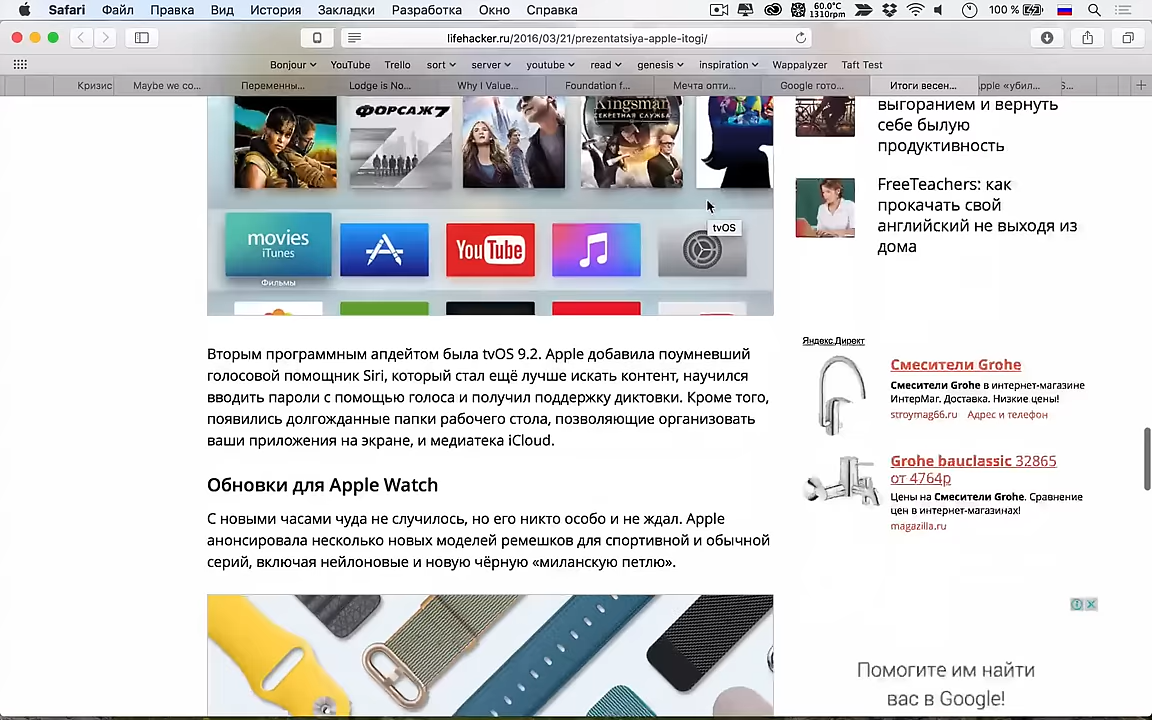 Safari Файл Правка Вид История Закладки Разработка Окно Справка 60.0°C 1310rpm 100 %
lifehacker.ru/2016/03/21/prezentatsiya-apple-itogi/
Bonjour YouTube Trello sort server youtube read genesis inspiration Wappalyzer Taft Test
Кризис Maybe we co... Переменны... Lodge is No... Why I Value... Foundation f... Мечта опти... Google гото... Итоги весен... pple «убил... S...
ФОРСАЖ7
Kingsman
СЕКРЕТНАЯ СЛУЖБА
tvOS
movies
iTunes
YouTube
Фильмы
Вторым программным апдейтом была tvOS 9.2. Apple добавила поумневший
голосовой помощник Siri, который стал ещё лучше искать контент, научился
вводить пароли с помощью голоса и получил поддержку диктовки. Кроме того,
появились долгожданные папки рабочего стола, позволяющие организовать
ваши приложения на экране, и медиатека iCloud.
Обновки для Apple Watch
С новыми часами чуда не случилось, но его никто особо и не ждал. Apple
анонсировала несколько новых моделей ремешков для спортивной и обычной
серий, включая нейлоновые и новую чёрную «миланскую петлю».
выгоранием и вернуть
себе былую
продуктивность
FreeTeachers: как
прокачать свой
английский не выходя из
дома
Яндекс.Директ
Смесители Grohe
Смесители Grohe в интернет-магазине
ИнтерМаг. Доставка. Низкие цены!
stroymag66.ru Адрес и телефон
Grohe bauclassic 32865
от 4764р
Цены на Смесители Grohe. Сравнение
цен в интернет-магазинах!
magazilla.ru
Помогите им найти
вас в Google!